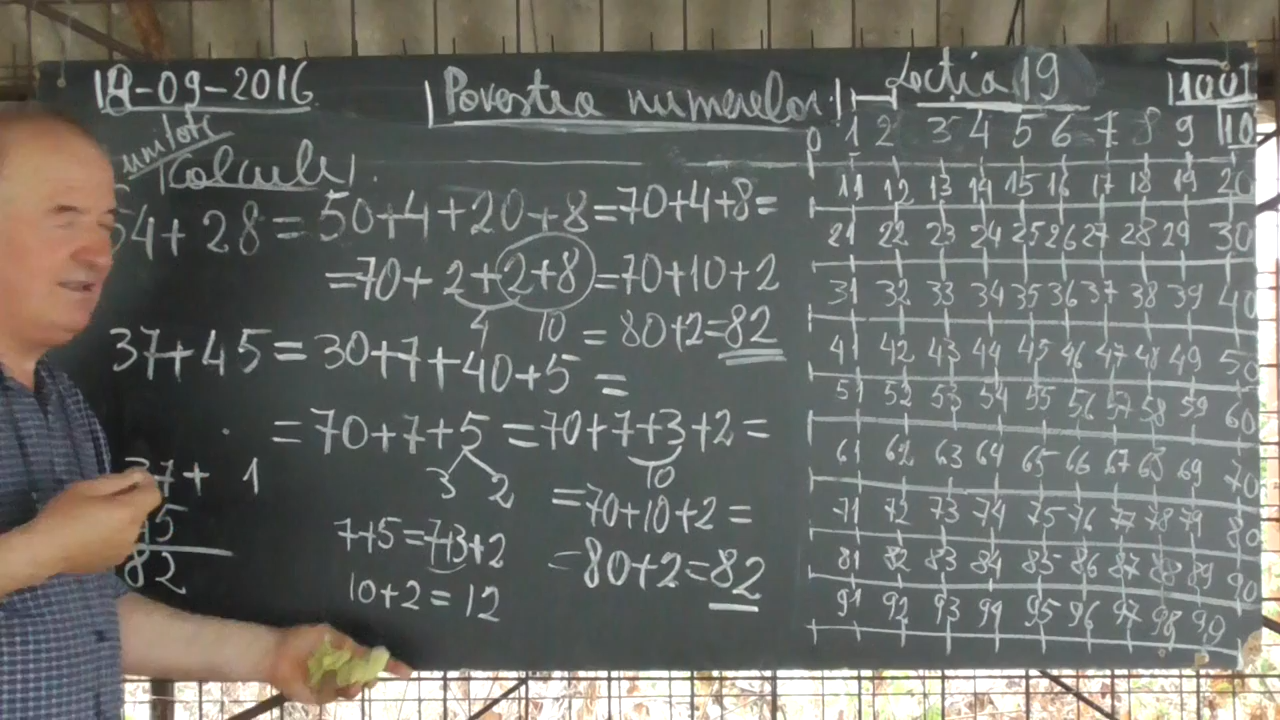 -09-2016
Povestea numerelor
Lecția 19
100
unitate
Calcule
54+28=50+4+20+8=70+4+8=
=70+2+2+8=70+10+2
4 10 =80+2=82
37+45=30+7+40+5=
=70+7+5=70+7+3+2=
3 2 10
37+ 1
45
82
7+5=7+3+2
10+2=12
=70+10+2=
=80+2=82
0 1 2 3 4 5 6 7 8 9 10
11 12 13 14 15 16 17 18 19 20
21 22 23 24 25 26 27 28 29 30
31 32 33 34 35 36 37 38 39 40
41 42 43 44 45 46 47 48 49 50
51 52 53 54 55 56 57 58 59 60
61 62 63 64 65 66 67 68 69 70
71 72 73 74 75 76 77 78 79 80
81 82 83 84 85 86 87 88 89 90
91 92 93 94 95 96 97 98 99